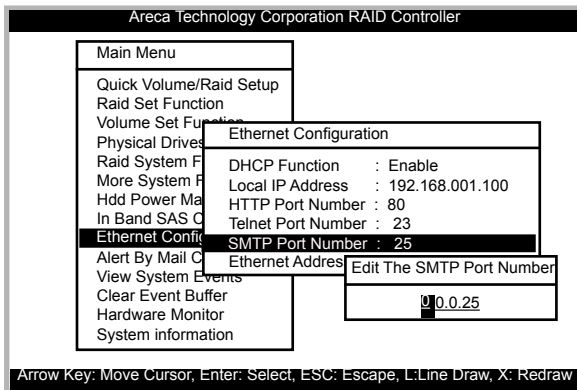 Areca Technology Corporation RAID Controller
Main Menu
Quick Volume/Raid Setup
Raid Set Function
Volume Set Function
Physical Drives
Raid System F
More System F
Hdd Power Ma
In Band SAS C
Ethernet Config
Alert By Mail C
View System Events
Clear Event Buffer
Hardware Monitor
System information
Ethernet Configuration
DHCP Function : Enable
Local IP Address : 192.168.001.100
HTTP Port Number : 80
Telnet Port Number : 23
SMTP Port Number : 25
Ethernet Addres
Edit The SMTP Port Number
0 0.0.25
Arrow Key: Move Cursor, Enter: Select, ESC: Escape, L:Line Draw, X: Redraw